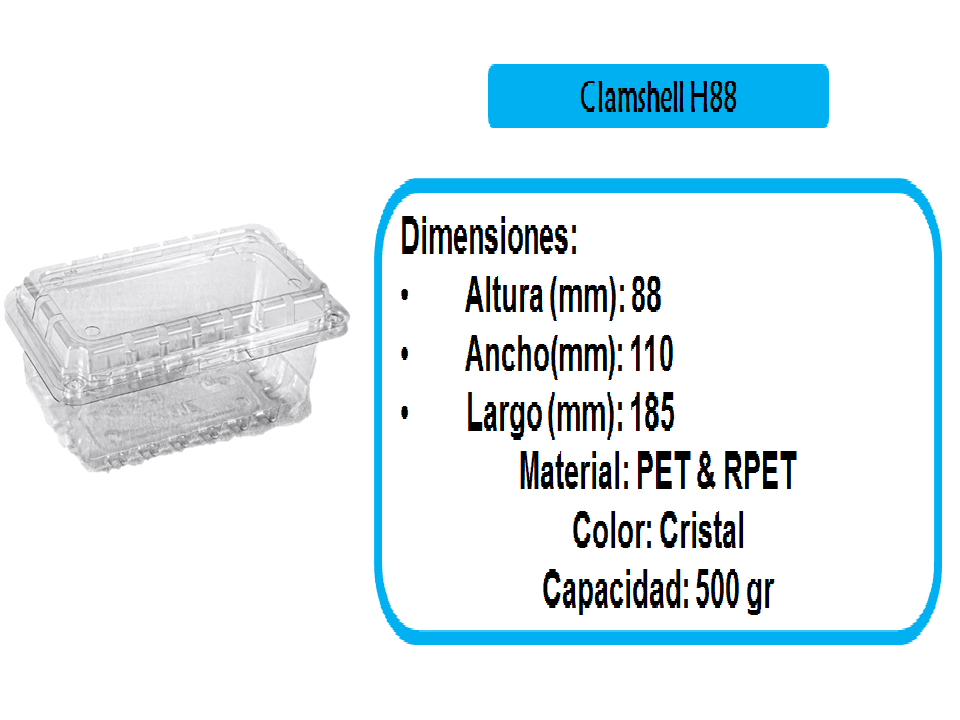 Clamshell H88
Dimensiones:
• Altura (mm): 88
• Ancho(mm): 110
• Largo (mm): 185
Material: PET & RPET
Color: Cristal
Capacidad: 500 gr